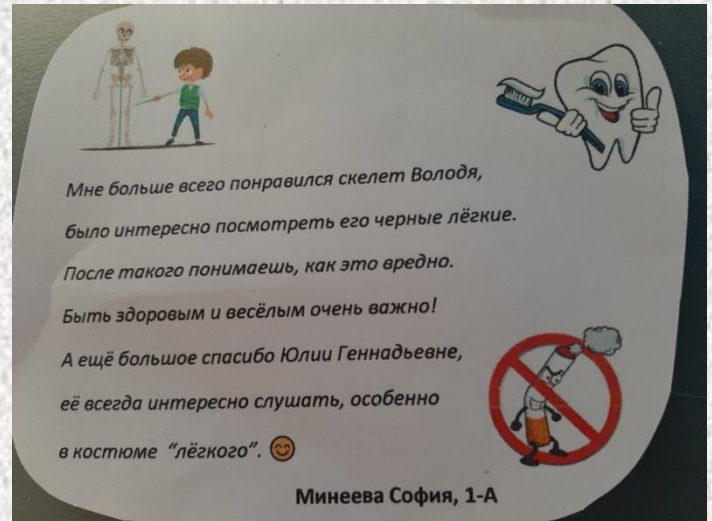 Мне больше всего понравился скелет Володя,
было интересно посмотреть его черные лёгкие.
После такого понимаешь, как это вредно.
Быть здоровым и весёлым очень важно!
А ещё большое спасибо Юлии Геннадьевне,
её всегда интересно слушать, особенно
в костюме "лёгкого". 😊
Минеева София, 1-А